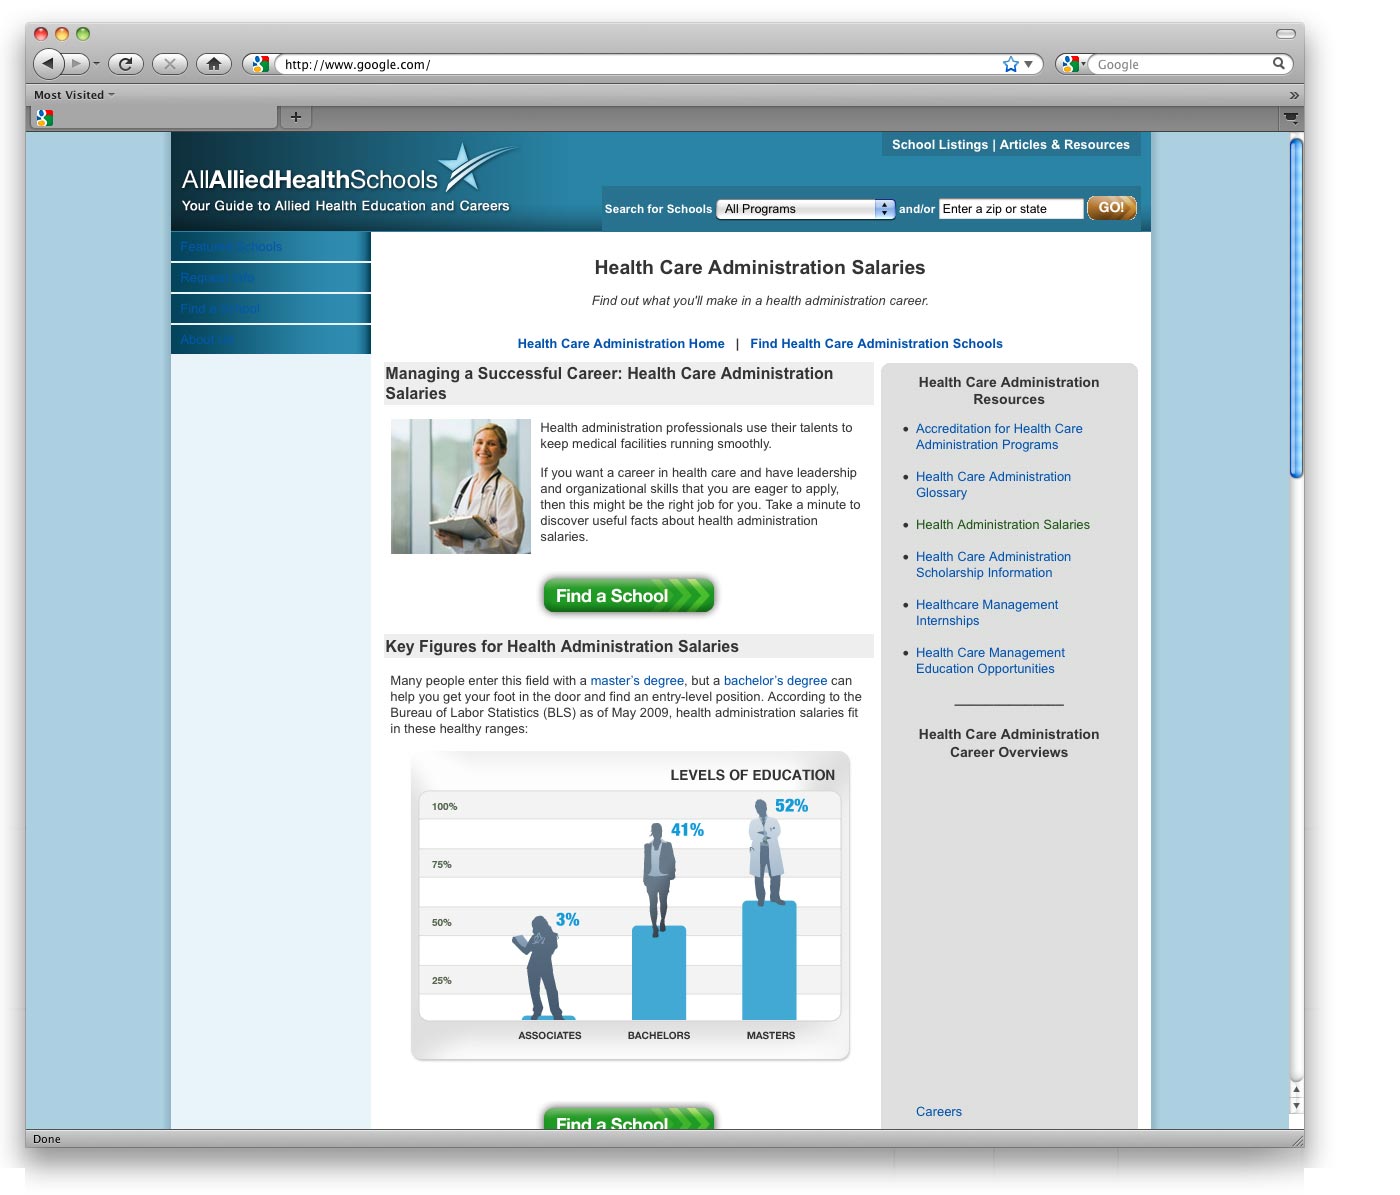 http://www.google.com/
Google
Most Visited
»
+
School Listings | Articles & Resources
AllAlliedHealthSchools
Your Guide to Allied Health Education and Careers
Search for Schools All Programs and/or Enter a zip or state GO!
Featured Schools
Request Info
Find a School
About Us
Health Care Administration Salaries
Find out what you'll make in a health administration career.
Health Care Administration Home | Find Health Care Administration Schools
Managing a Successful Career: Health Care Administration
Salaries
Health administration professionals use their talents to
keep medical facilities running smoothly.
If you want a career in health care and have leadership
and organizational skills that you are eager to apply,
then this might be the right job for you. Take a minute to
discover useful facts about health administration
salaries.
Find a School
Key Figures for Health Administration Salaries
Many people enter this field with a master's degree, but a bachelor's degree can
help you get your foot in the door and find an entry-level position. According to the
Bureau of Labor Statistics (BLS) as of May 2009, health administration salaries fit
in these healthy ranges:
LEVELS OF EDUCATION
100%
52%
41%
75%
50%
3%
25%
ASSOCIATES
BACHELORS
MASTERS
Find a School
Health Care Administration
Resources
• Accreditation for Health Care
Administration Programs
• Health Care Administration
Glossary
• Health Administration Salaries
• Health Care Administration
Scholarship Information
• Healthcare Management
Internships
• Health Care Management
Education Opportunities
Health Care Administration
Career Overviews
Careers
Done